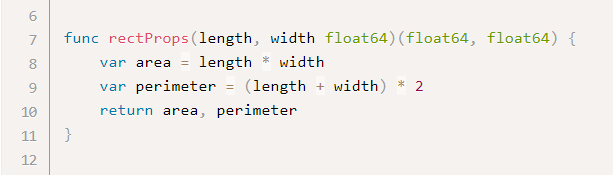 6
7 func rectProps(length, width float64)(float64, float64) {
8     var area = length * width
9     var perimeter = (length + width) * 2
10     return area, perimeter
11 }
12